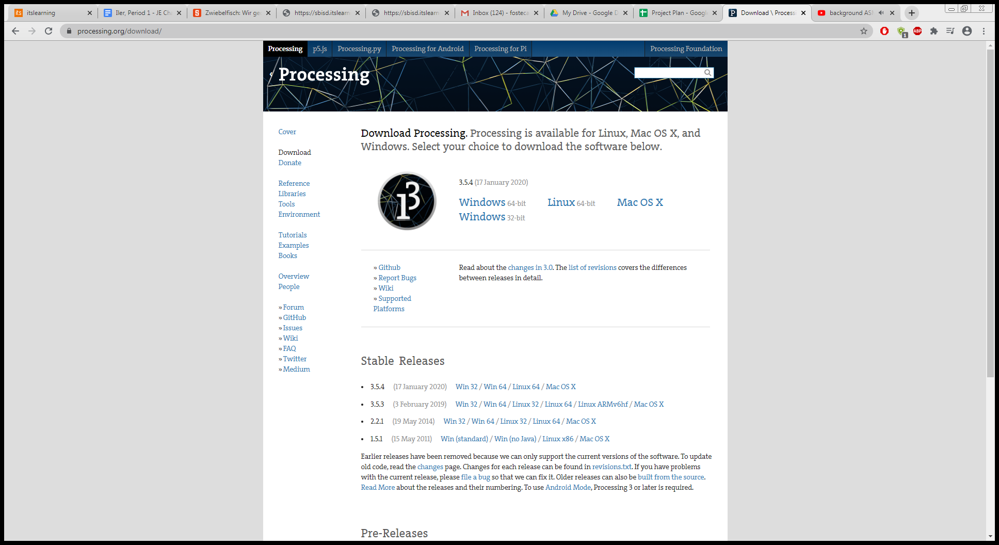 itslearning
Iler, Period 1 - JE Cha
Zwiebelfisch: Wir ge
https://sbisd.itslearn
https://sbisd.itslearn
Inbox (124) - fosteca
My Drive - Google D
Project Plan - Googl
Download \ Processi
background ASM
processing.org/download/
1
ABP
Processing
p5.js
Processing.py
Processing for Android
Processing for Pi
Processing Foundation
Processing
Cover
Download
Donate
Reference
Libraries
Tools
Environment
Tutorials
Examples
Books
Overview
People
» Forum
» GitHub
» Issues
» Wiki
» FAQ
» Twitter
» Medium
Download Processing. Processing is available for Linux, Mac OS X, and
Windows. Select your choice to download the software below.
3
3.5.4 (17 January 2020)
Windows 64-bit
Linux 64-bit
Mac OS X
Windows 32-bit
» Github
» Report Bugs
» Wiki
» Supported
Platforms
Read about the changes in 3.0. The list of revisions covers the differences
between releases in detail.
Stable Releases
• 3.5.4 (17 January 2020) Win 32 / Win 64 / Linux 64 / Mac OS X
• 3.5.3 (3 February 2019) Win 32 / Win 64 / Linux 32 / Linux 64 / Linux ARMv6hf / Mac OS X
• 2.2.1 (19 May 2014) Win 32 / Win 64 / Linux 32 / Linux 64 / Mac OS X
• 1.5.1 (15 May 2011) Win (standard) / Win (no Java) / Linux x86 / Mac OS X
Earlier releases have been removed because we can only support the current versions of the software. To update
old code, read the changes page. Changes for each release can be found in revisions.txt. If you have problems
with the current release, please file a bug so that we can fix it. Older releases can also be built from the source.
Read More about the releases and their numbering. To use Android Mode, Processing 3 or later is required.
Pre-Releases